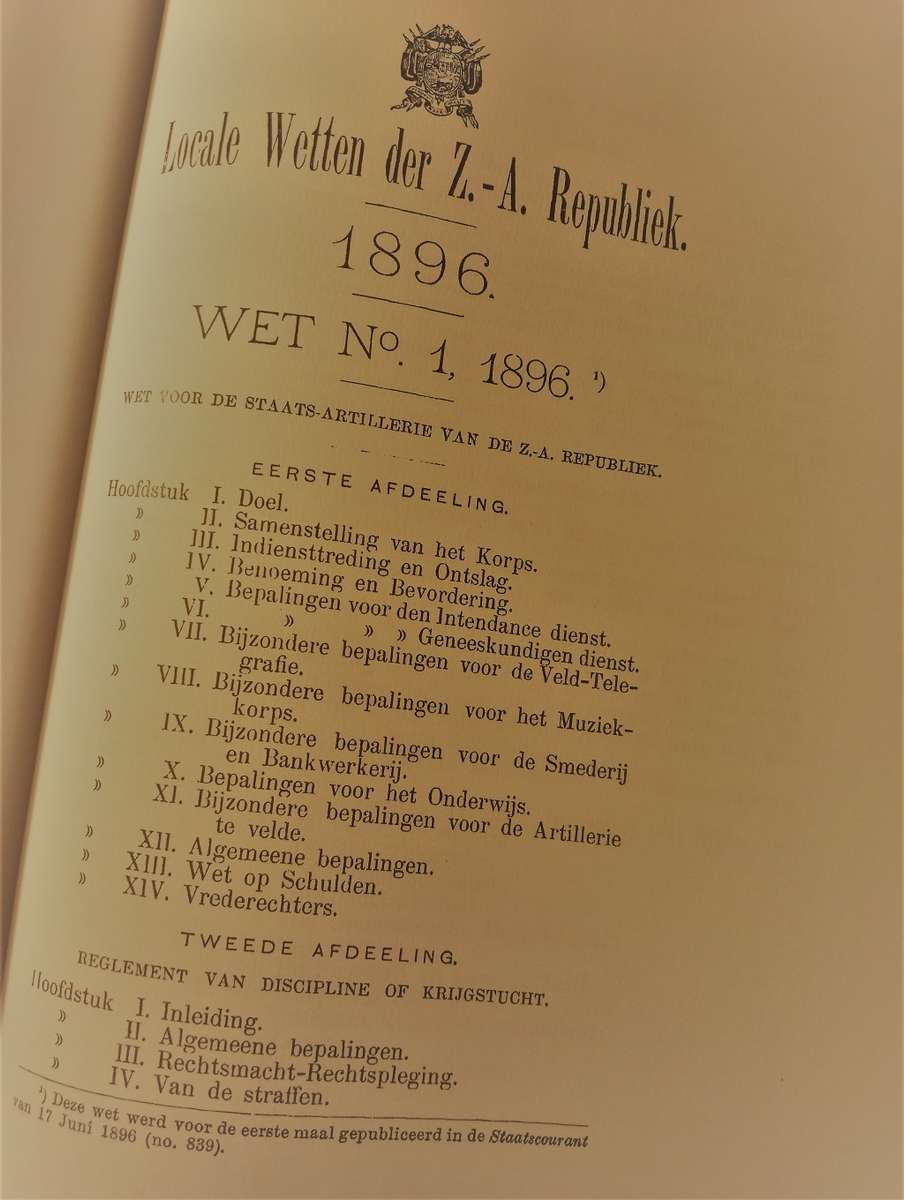 Locale Wetten der Z.-A. Republiek.
1896.
WET No. 1, 1896. ¹)
WET VOOR DE STAATS-ARTILLERIE VAN DE Z.-A. REPUBLIEK.
EERSTE AFDEELING.
Hoofdstuk I. Doel.
» II. Samenstelling van het Korps.
» III. Indiensttreding en Ontslag.
» IV. Benoeming en Bevordering.
» V. Bepalingen voor den Intendance dienst.
» VI. » » » Geneeskundigen dienst.
» VII. Bijzondere bepalingen voor de Veld-Tele-
grafie.
» VIII. Bijzondere bepalingen voor het Muziek-
korps.
» IX. Bijzondere bepalingen voor de Smederij
en Bankwerkerij.
» X. Bepalingen voor het Onderwijs.
» XI. Bijzondere bepalingen voor de Artillerie
te velde.
» XII. Algemeene bepalingen.
» XIII. Wet op Schulden.
» XIV. Vrederechters.
TWEEDE AFDEELING.
REGLEMENT VAN DISCIPLINE OF KRIJGSTUCHT.
Hoofdstuk I. Inleiding.
» II. Algemeene bepalingen.
» III. Rechtsmacht-Rechtspleging.
» IV. Van de straffen.
¹) Deze wet werd voor de eerste maal gepubliceerd in de Staatscourant
van 17 Juni 1896 (no. 839).